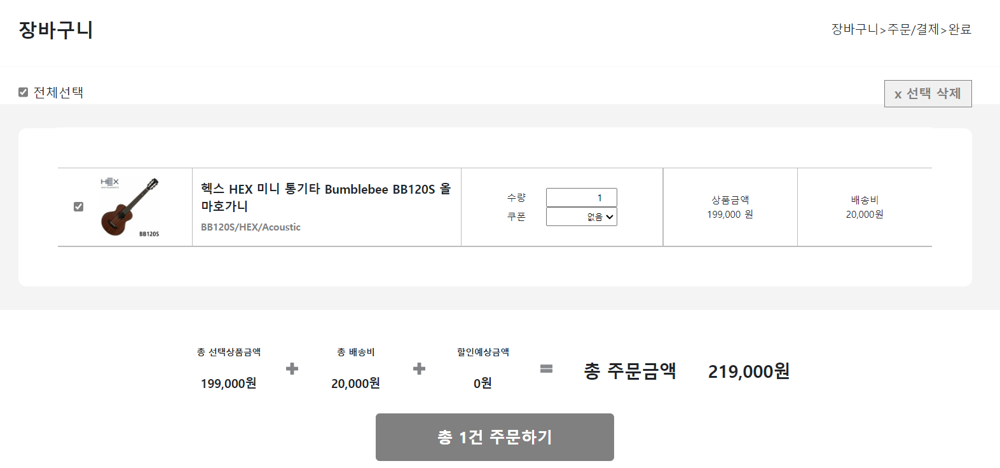 장바구니
장바구니>주문/결제>완료
전체선택
x 선택 삭제
HEX
INSTRUMENTS
BB120S
헥스 HEX 미니 통기타 Bumblebee BB120S 올
마호가니
BB120S/HEX/Acoustic
수량 1
쿠폰 없음
상품금액
199,000 원
배송비
20,000원
총 선택상품금액
199,000원
총 배송비
20,000원
할인예상금액
0원
총 주문금액 219,000원
총 1건 주문하기